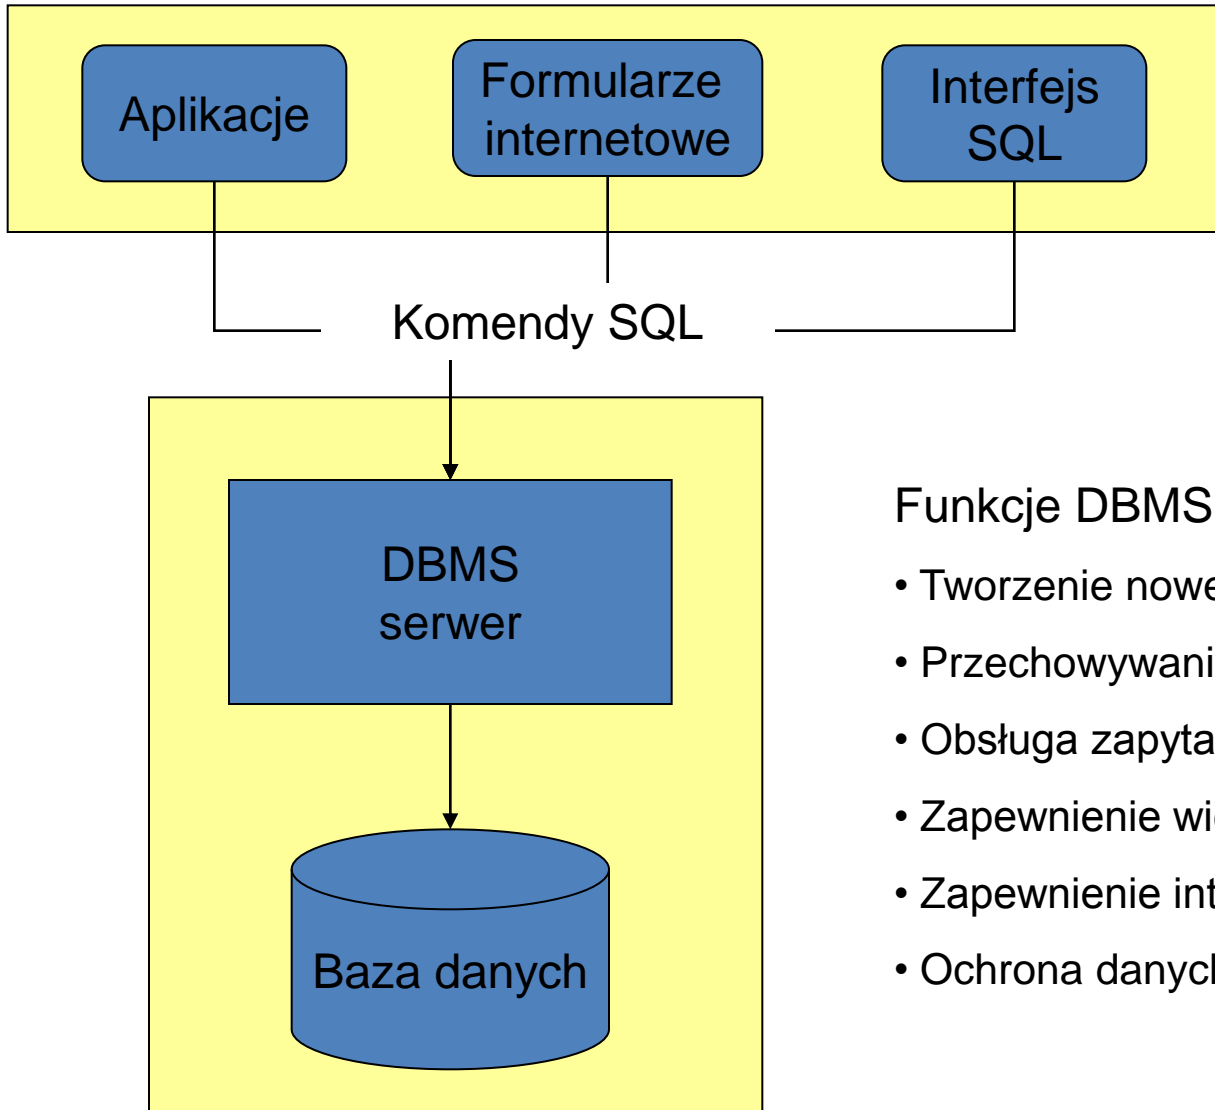 Aplikacje
Formularze
internetowe
Interfejs
SQL
Komendy SQL
DBMS
serwer
Baza danych
Funkcje DBMS
• Tworzenie
• Obsługa
• Zapewnienie
• Zapewnienie
• Ochrona